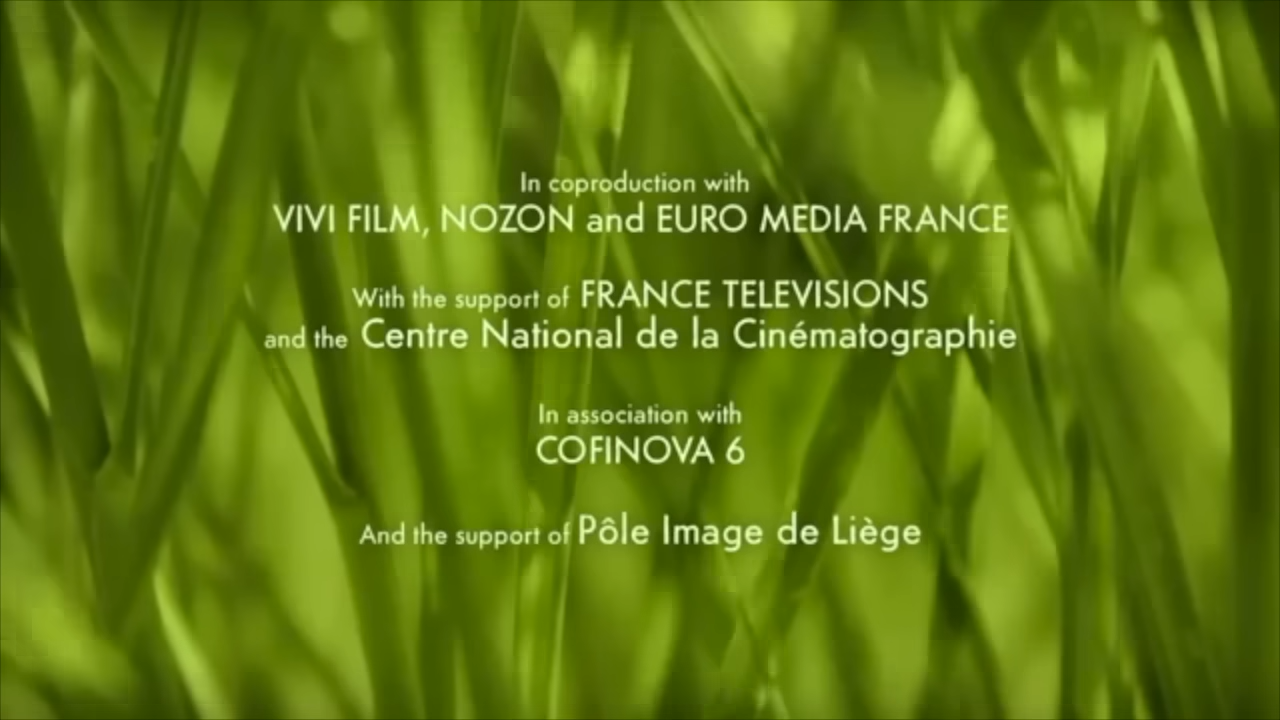 In coproduction with
VIVI FILM, NOZON and EURO MEDIA FRANCE
With the support of FRANCE TELEVISIONS
and the Centre National de la Cinématographie
In association with
COFINOVA 6
And the support of Pôle Image de Liège